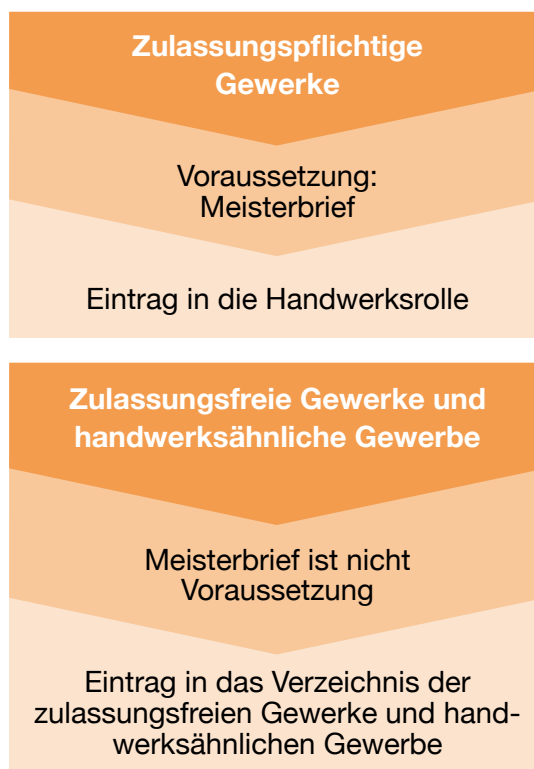 Zulassungspflichtige
Gewerke
Voraussetzung:
Meisterbrief
Eintrag in die Handwerksrolle
Zulassungsfreie Gewerke und
handwerksähnliche Gewerbe
Meisterbrief ist nicht
Voraussetzung
Eintrag in das Verzeichnis der
zulassungsfreien Gewerke und hand-
werksähnlichen Gewerbe